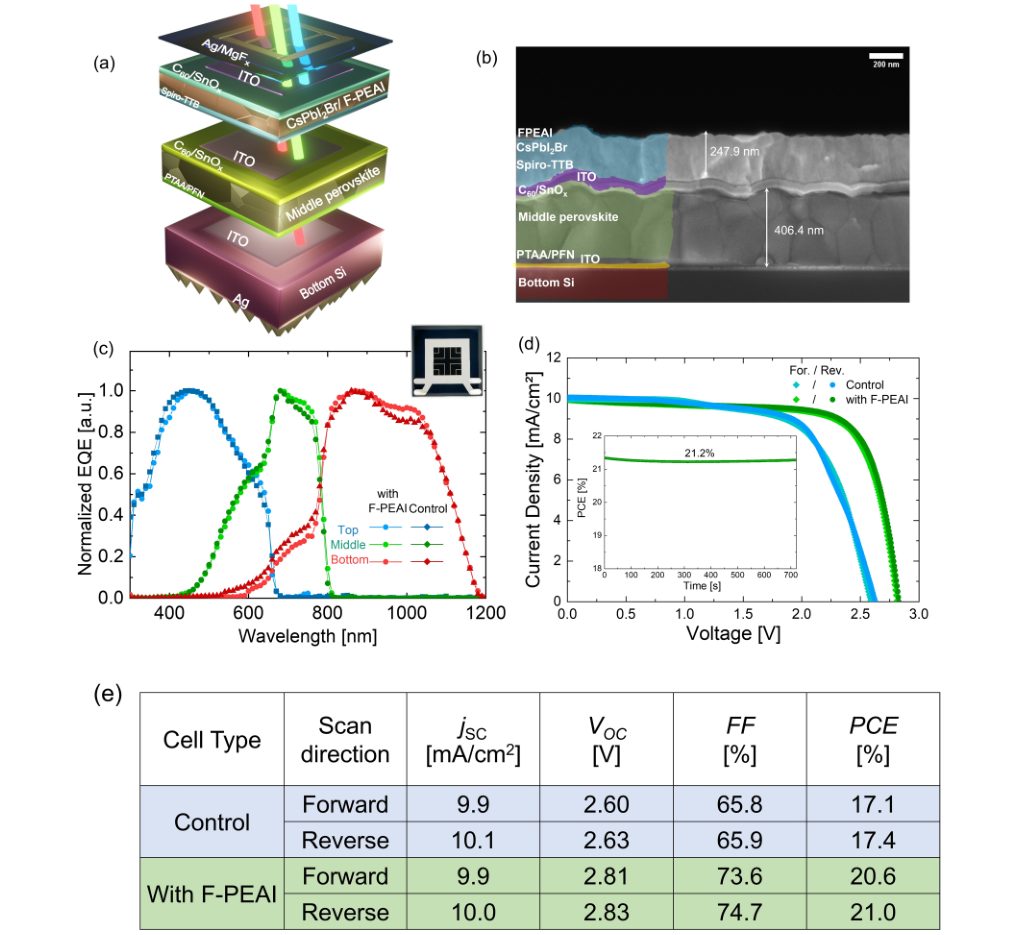 (a)
Ag/MgFₓ
ITO
C₆₀/SnOₓ
Spiro-TTB
CsPbI₂Br/ F-PEAI
C₆₀/SnOₓ
ITO
PTAA/PFN
Middle perovskite
ITO
Bottom Si
Ag
(b)
200 nm
FPEAI
CsPbI₂Br
Spiro-TTB
ITO
C₆₀/SnOₓ
Middle perovskite
PTAA/PFN ITO
Bottom Si
247.9 nm
406.4 nm
(c)
Normalized EQE [a.u.]
1.0
0.8
0.6
0.4
0.2
0.0
400 600 800 1000 1200
Wavelength [nm]
with
F-PEAI Control
Top
Middle
Bottom
(d)
Current Density [mA/cm²]
12
10
8
6
4
2
0
0.0 0.5 1.0 1.5 2.0 2.5 3.0
Voltage [V]
For. / Rev.
/ Control
/ with F-PEAI
PCE [%]
22
21
20
19
18
21.2%
0 100 200 300 400 500 600 700
Time [s]
(e)
Cell Type Scan direction jSC [mA/cm²] VOC [V] FF [%] PCE [%]
Control Forward 9.9 2.60 65.8 17.1
Reverse 10.1 2.63 65.9 17.4
With F-PEAI Forward 9.9 2.81 73.6 20.6
Reverse 10.0 2.83 74.7 21.0